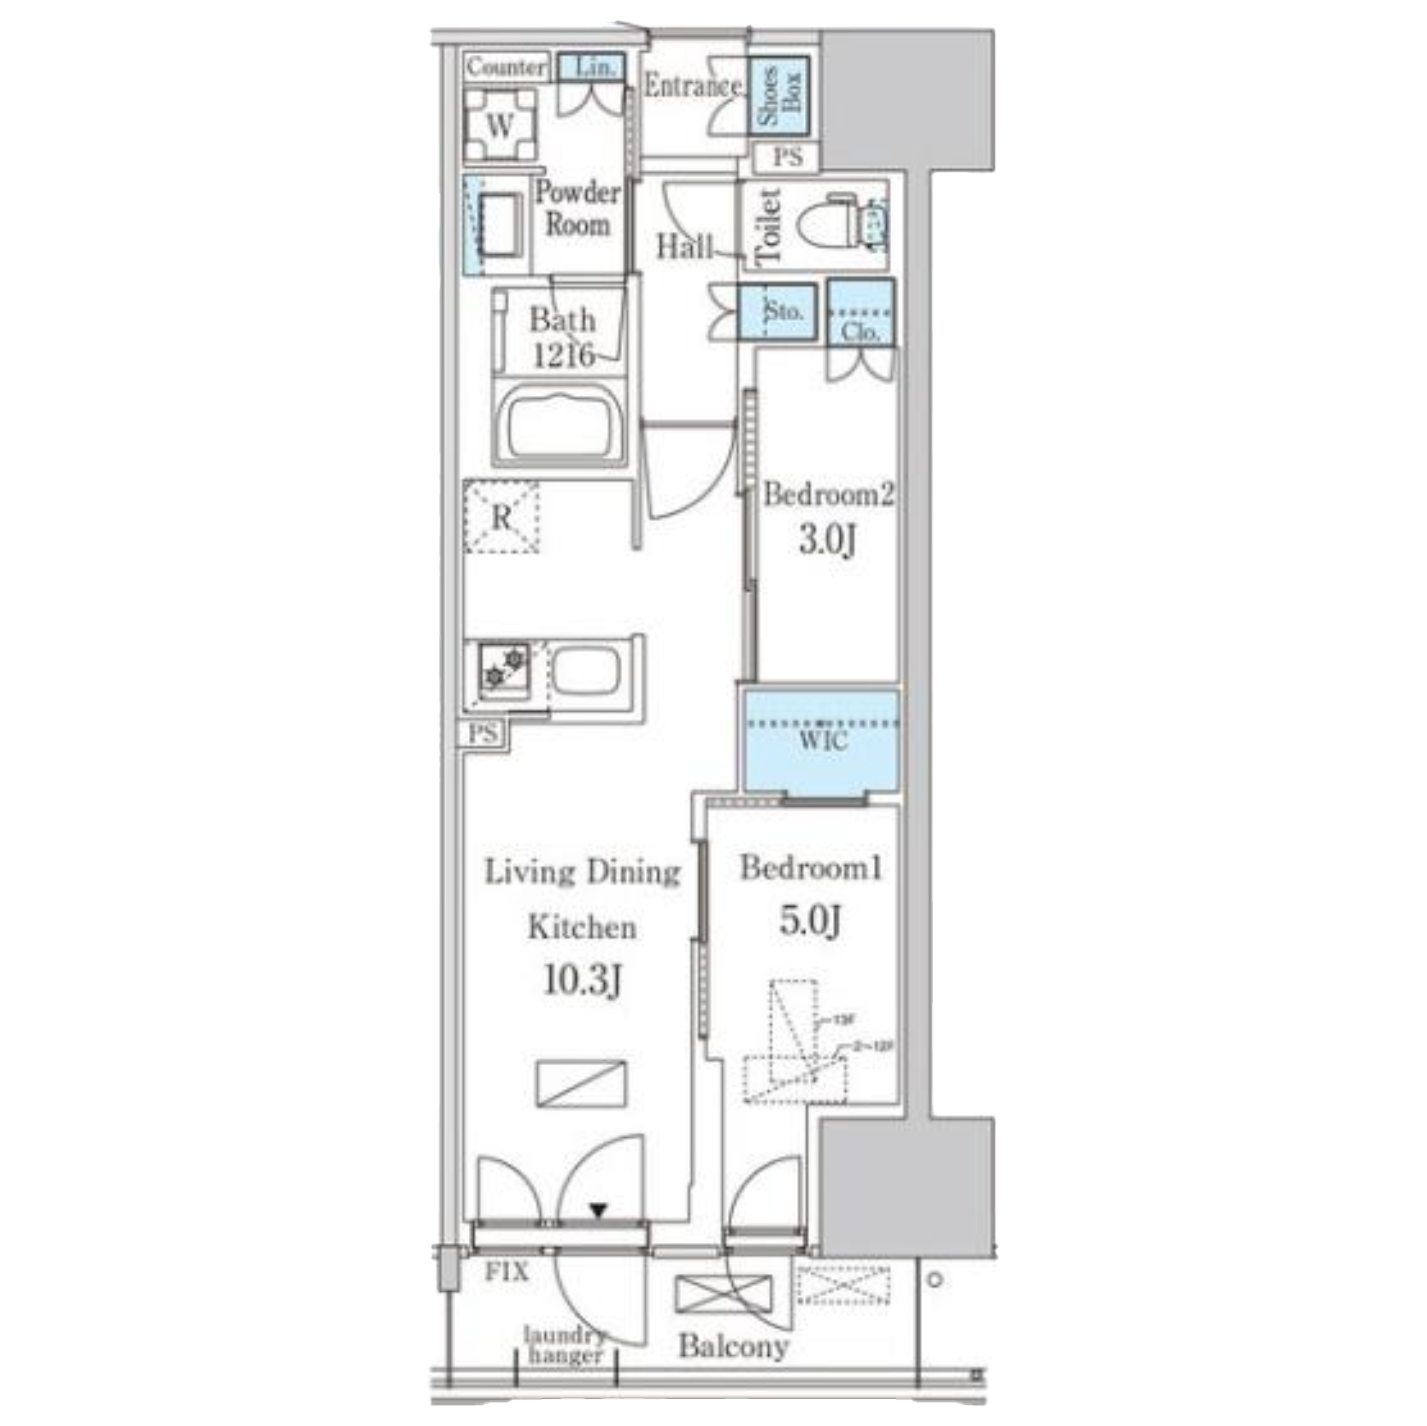 Counter
Lin.
Entrance
Shoes
Box
W
PS
Powder
Room
Toilet
Hall
Bath
1216
Sto.
Clo.
R
Bedroom2
3.0J
PS
WIC
Living Dining
Kitchen
10.3J
Bedroom1
5.0J
13F
2~12F
FIX
laundry
hanger
Balcony